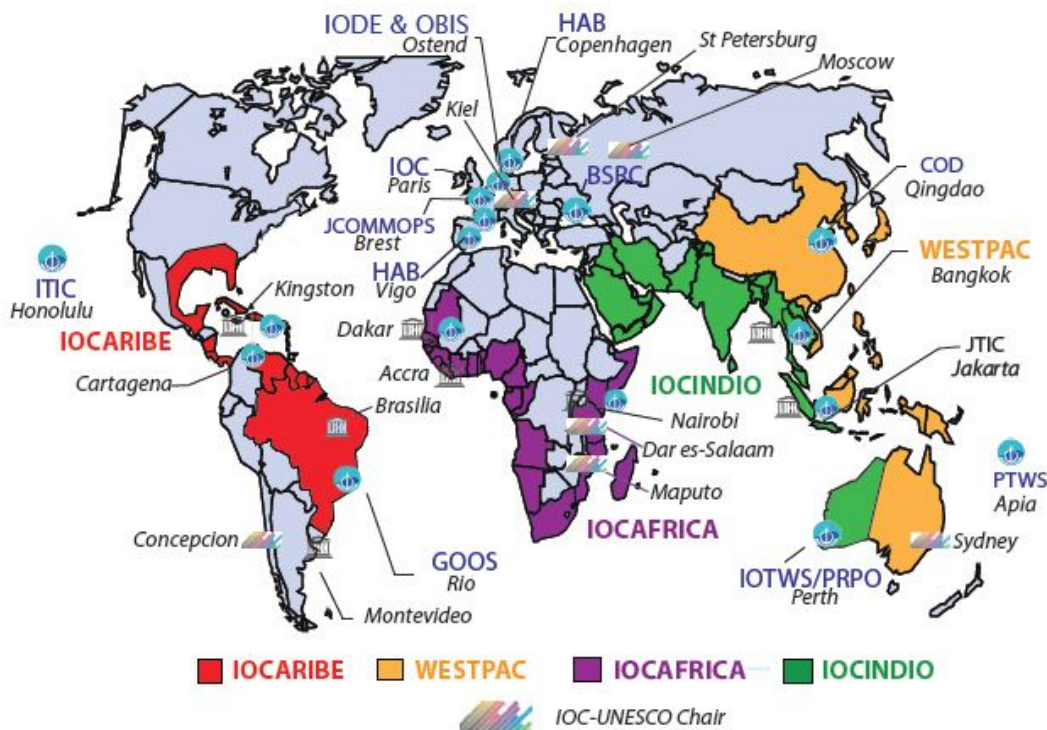 IODE & OBIS
Ostend
HAB
Copenhagen
St Petersburg
Moscow
Kiel
IOC
Paris
BSRC
COD
Qingdao
JCOMMOPS
Brest
WESTPAC
Bangkok
HAB
Vigo
ITIC
Honolulu
Kingston
IOCARIBE
Dakar
Cartagena
Accra
IOCINDIO
JTIC
Jakarta
Brasilia
Nairobi
Dar es-Salaam
Maputo
PTWS
Apia
IOCAFRICA
Concepcion
GOOS
Rio
Sydney
IOTWS/PRPO
Perth
Montevideo
IOCARIBE WESTPAC IOCAFRICA IOCINDIO
IOC-UNESCO Chair